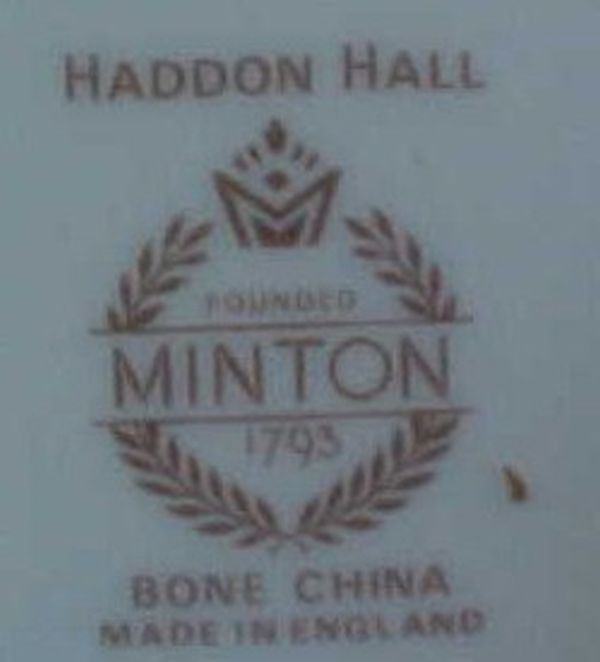 HADDON HALL
FOUNDED
MINTON
1793
BONE CHINA
MADE IN ENGLAND